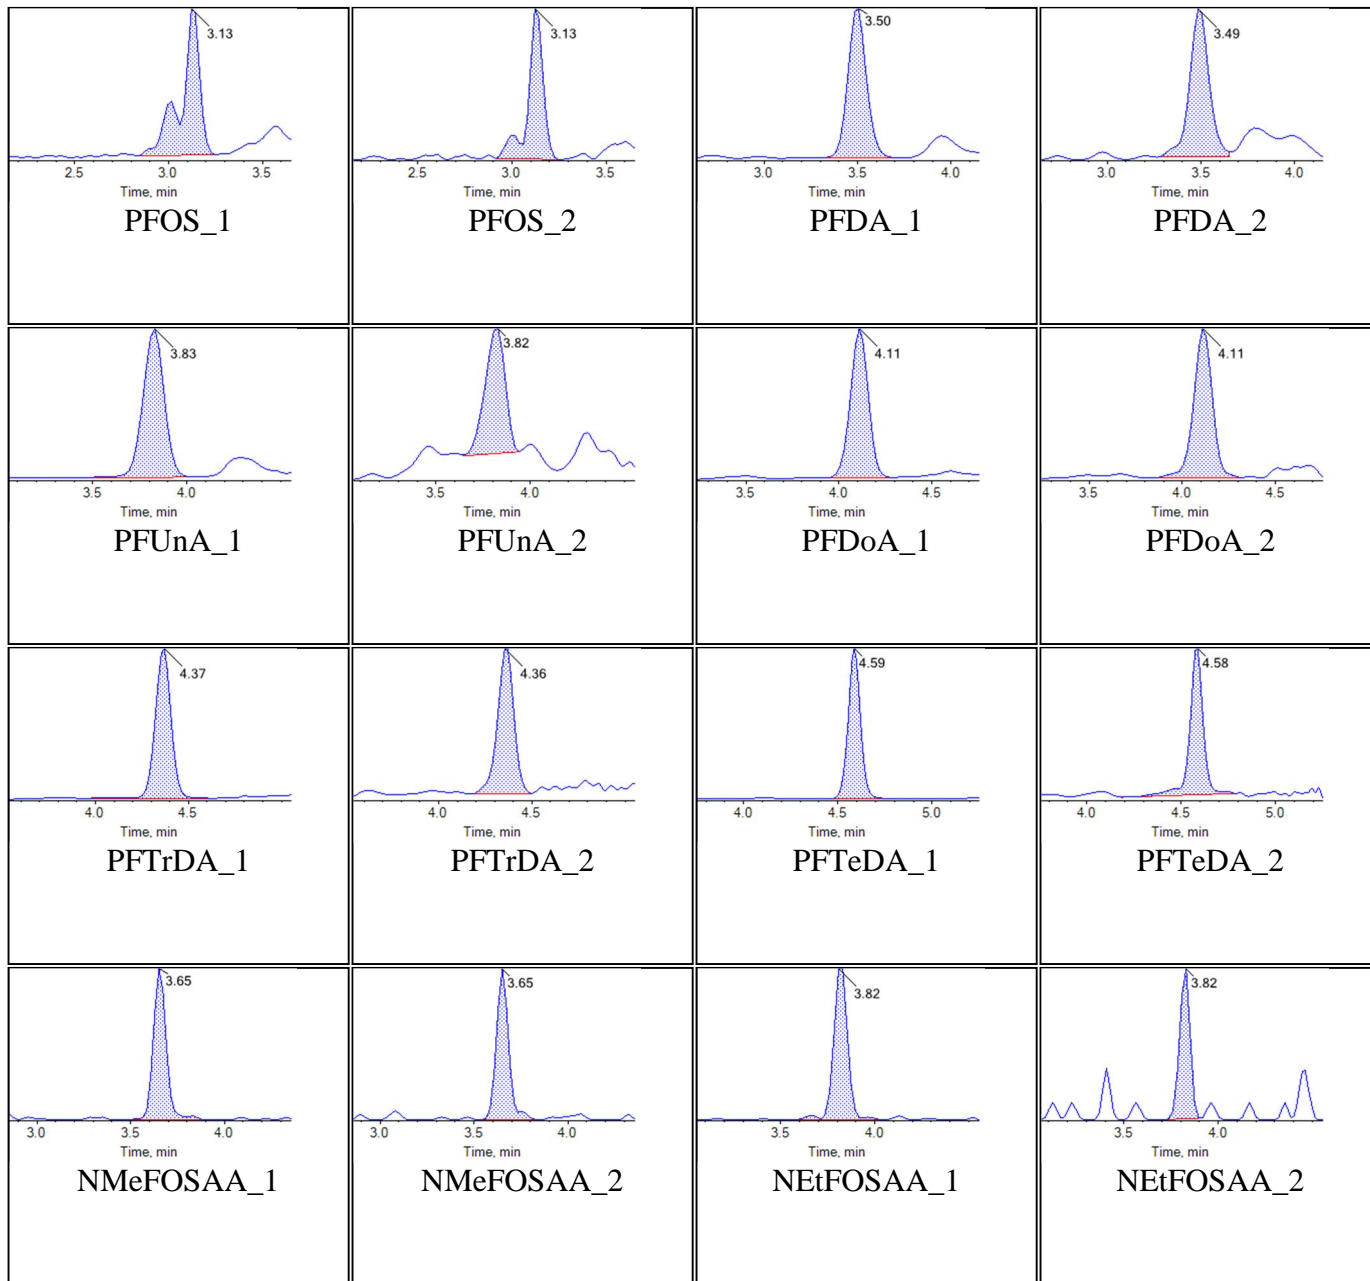 3.13
2.5 3.0 3.5
Time, min
PFOS_1
3.13
2.5 3.0 3.5
Time, min
PFOS_2
3.50
3.0 3.5 4.0
Time, min
PFDA_1
3.49
3.0 3.5 4.0
Time, min
PFDA_2
3.83
3.5 4.0
Time, min
PFUnA_1
3.82
3.5 4.0
Time, min
PFUnA_2
4.11
3.5 4.0 4.5
Time, min
PFDoA_1
4.11
3.5 4.0 4.5
Time, min
PFDoA_2
4.37
4.0 4.5
Time, min
PFTrDA_1
4.36
4.0 4.5
Time, min
PFTrDA_2
4.59
4.0 4.5 5.0
Time, min
PFTeDA_1
4.58
4.0 4.5 5.0
Time, min
PFTeDA_2
3.65
3.0 3.5 4.0
Time, min
NMeFOSAA_1
3.65
3.0 3.5 4.0
Time, min
NMeFOSAA_2
3.82
3.5 4.0
Time, min
NEtFOSAA_1
3.82
3.5 4.0
Time, min
NEtFOSAA_2